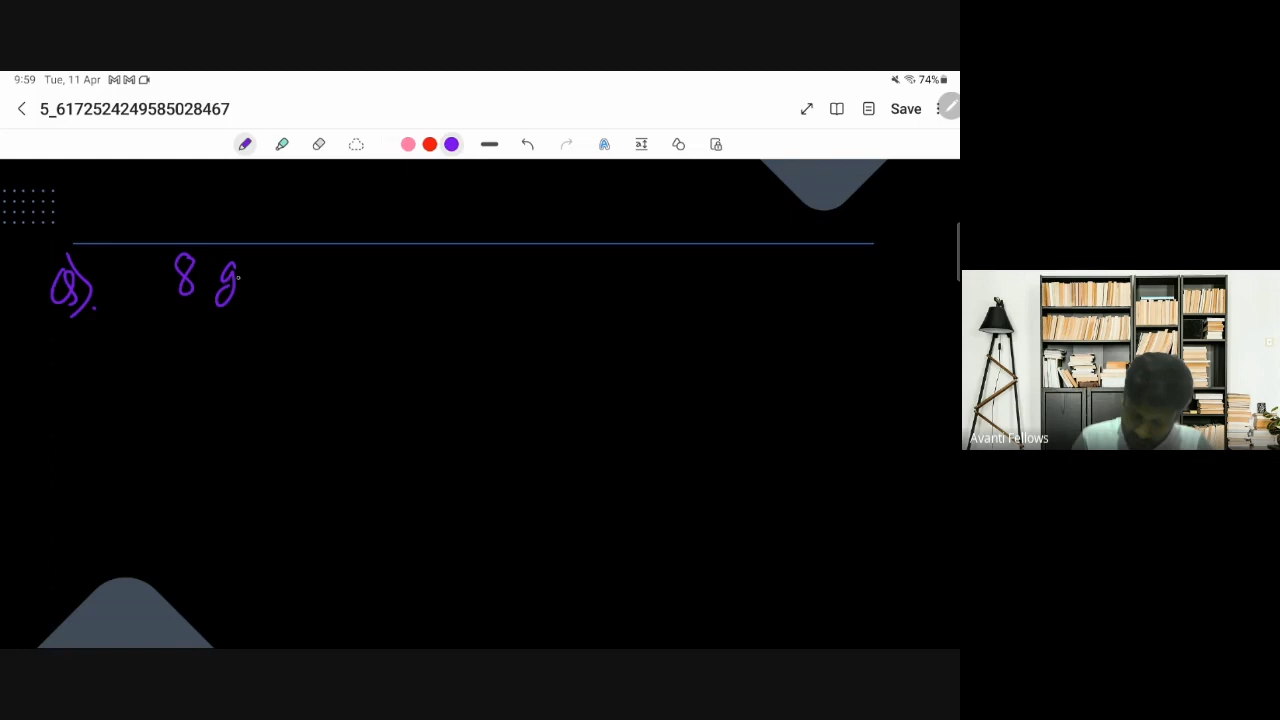 9:59 Tue, 11 Apr
74%
5_6172524249585028467
Save
Q). 8 g
Avanti Fellows